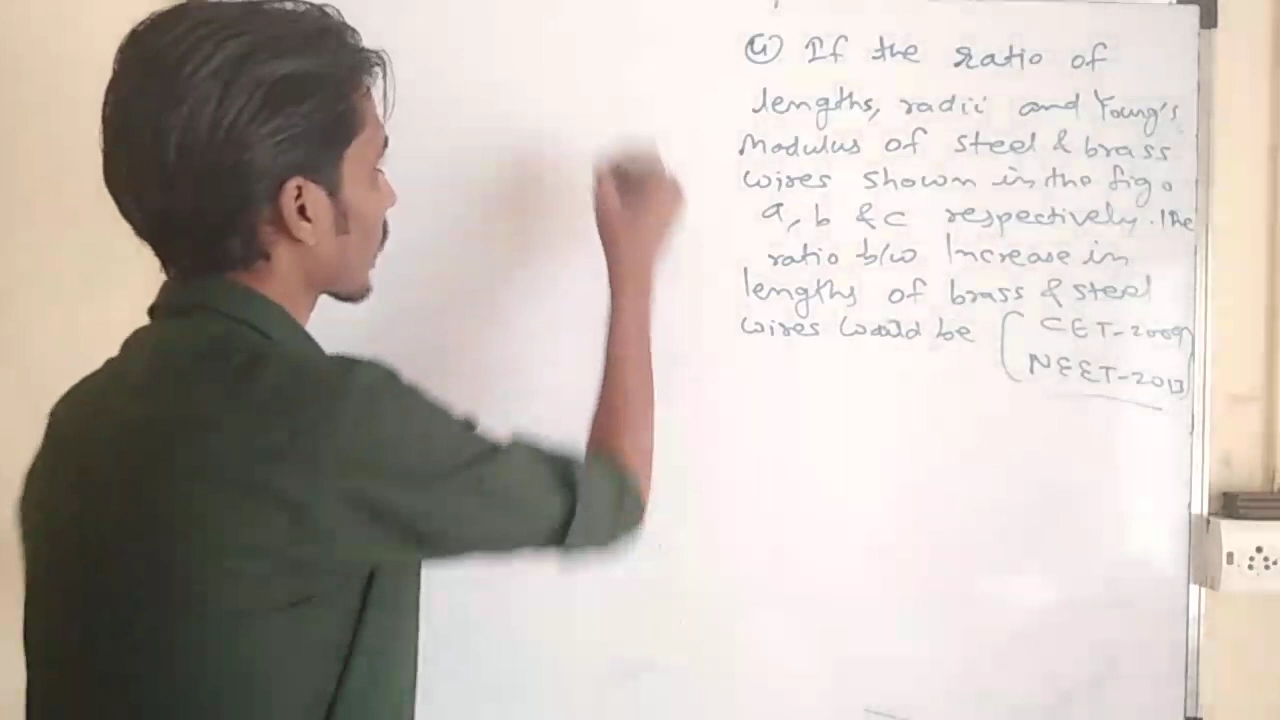 ④ If the ratio of
lengths, radii and Young's
Modulus of steel & brass
wires shown in the fig.
a, b & c respectively. The
ratio b/w Increase in
lengths of brass & steel
wires would be (CET-2009
NEET-2013)